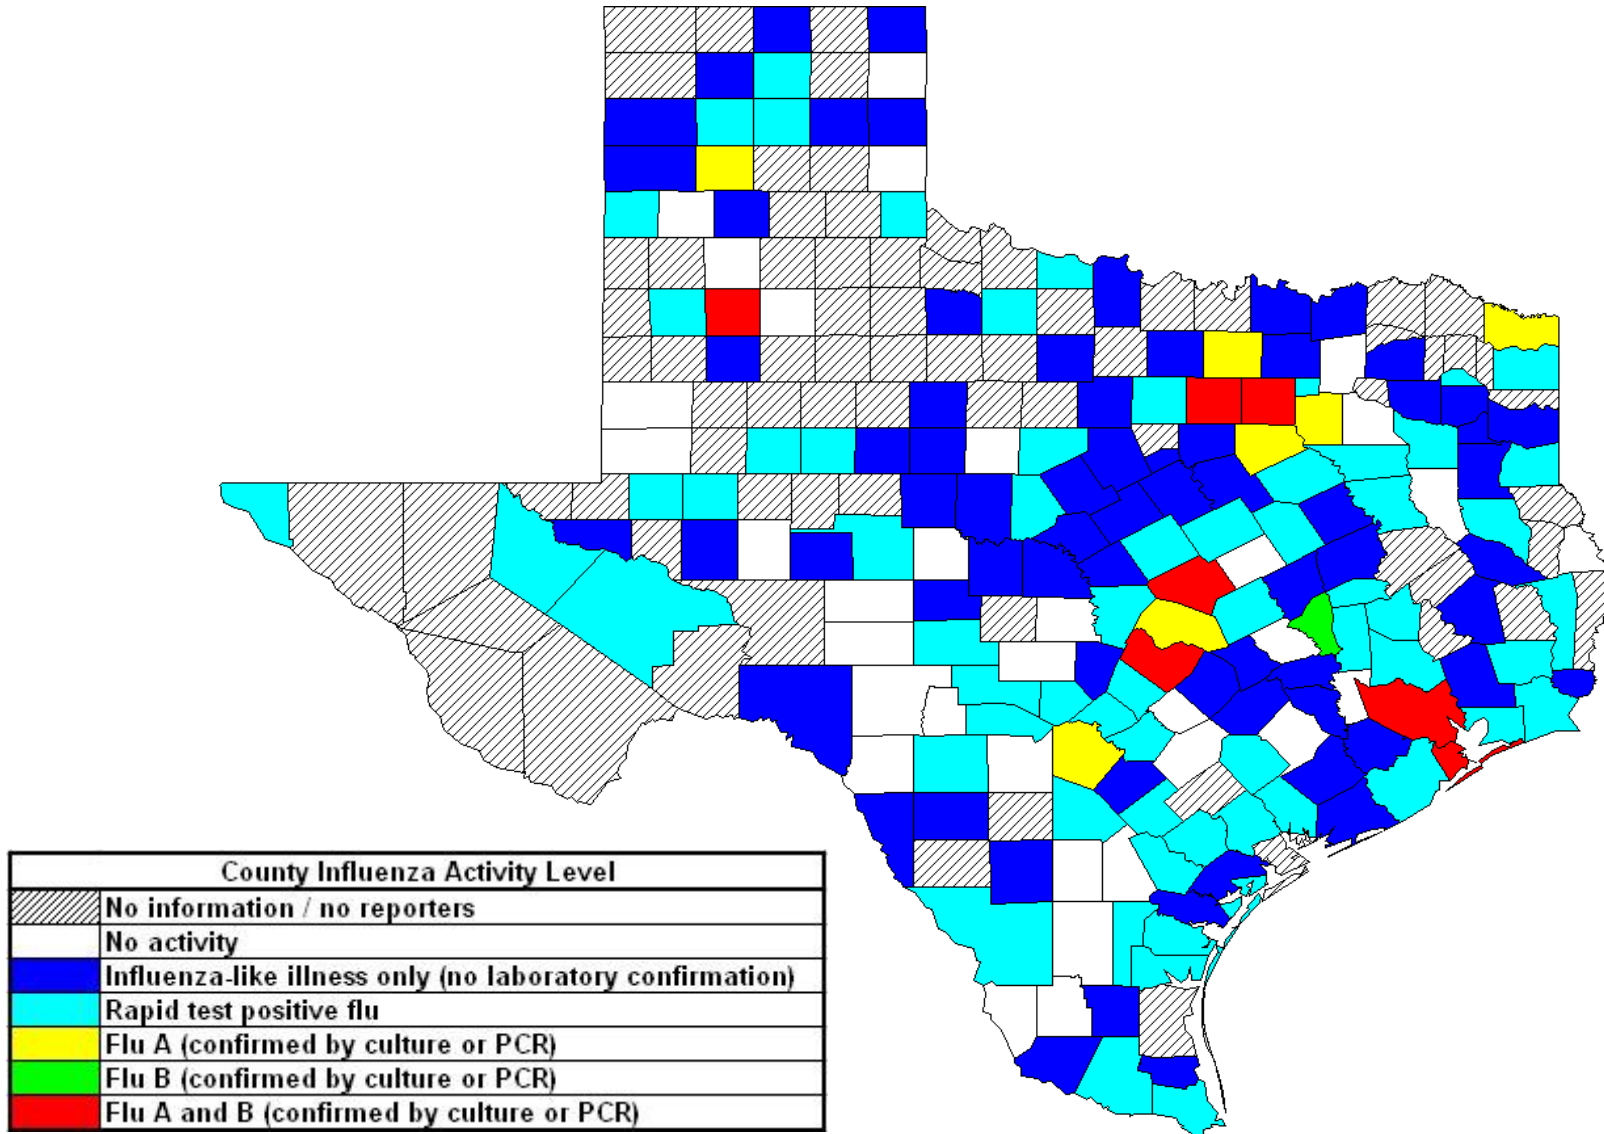 County Influenza Activity Level
No information / no reporters
No activity
Influenza-like illness only (no laboratory confirmation)
Rapid test positive flu
Flu A (confirmed by culture or PCR)
Flu B (confirmed by culture or PCR)
Flu A and B (confirmed by culture or PCR)